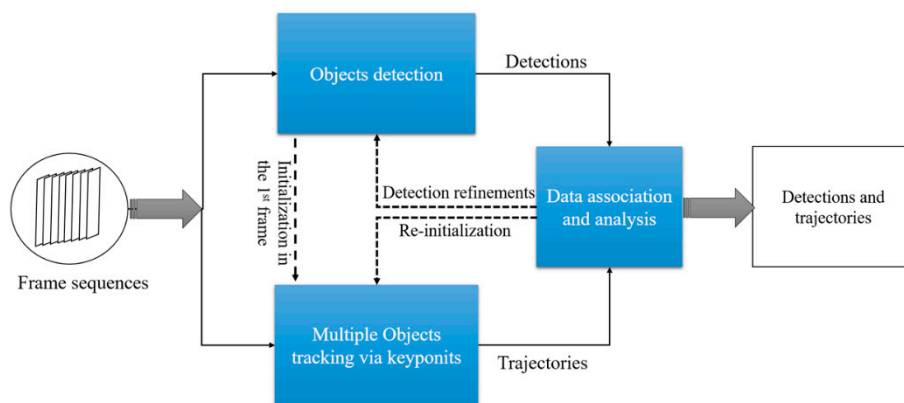 Objects detection
Detections
Initialization in
the 1st frame
Detection refinements
Re-initialization
Data association
and analysis
Detections and
trajectories
Frame sequences
Multiple Objects
tracking via keyponits
Trajectories